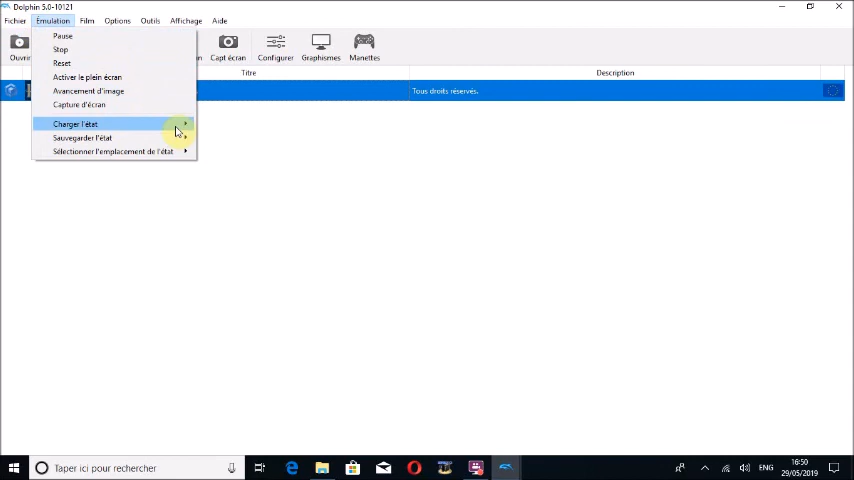 Dolphin 5.0-10121
Fichier Émulation Film Options Outils Affichage Aide
Ouvrir Capt écran Configurer Graphismes Manettes
Pause
Stop
Reset
Activer le plein écran
Avancement d'image
Capture d'écran
Charger l'état
Sauvegarder l'état
Sélectionner l'emplacement de l'état
Titre Description
Tous droits réservés.
Taper ici pour rechercher
ENG
16:50
29/05/2019